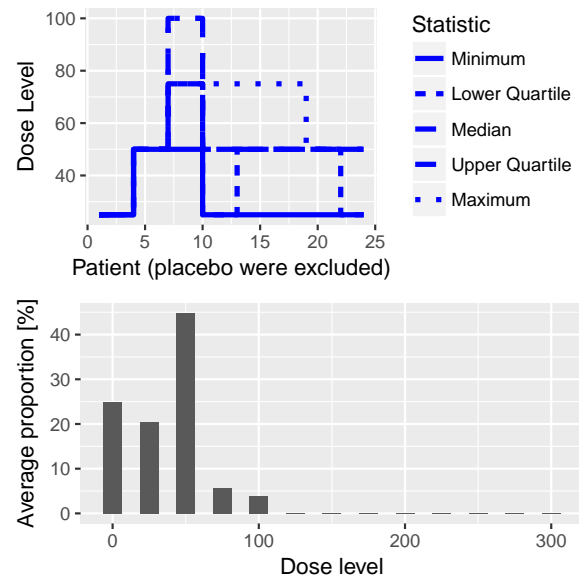 100
80
60
40
Dose Level
0
5
10
15
20
25
Patient (placebo were excluded)
Statistic
Minimum
Lower Quartile
Median
Upper Quartile
Maximum
40
30
20
10
0
Average proportion [%]
0
100
200
300
Dose level